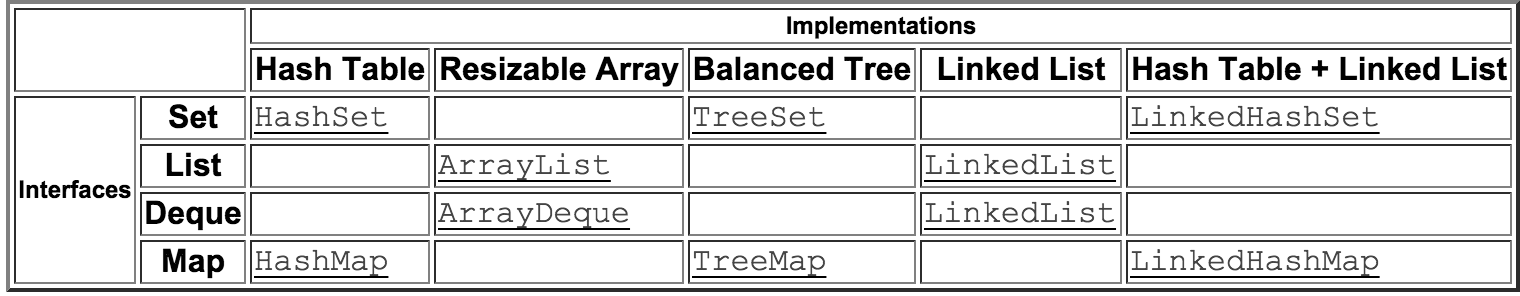 Implementations
Hash Table Resizable Array Balanced Tree Linked List Hash Table + Linked List
Interfaces
Set HashSet TreeSet LinkedHashSet
List ArrayList LinkedList
Deque ArrayDeque LinkedList
Map HashMap TreeMap LinkedHashMap